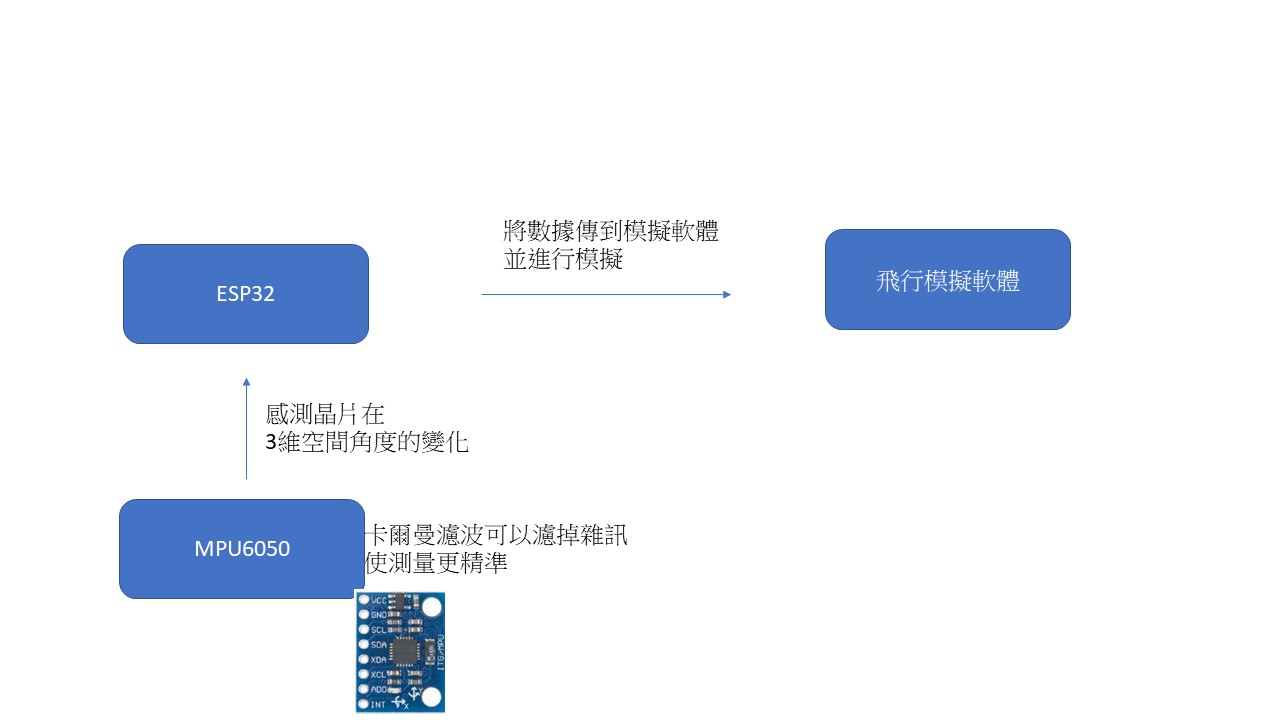 將數據傳到模擬軟體
並進行模擬
ESP32
飛行模擬軟體
感測晶片在
3維空間角度的變化
MPU6050
卡爾曼濾波可以濾掉雜訊
使測量更精準
VCC
GND
SCL
SDA
XDA
XCL
ADO
INT
ITG/MPU
Y
X